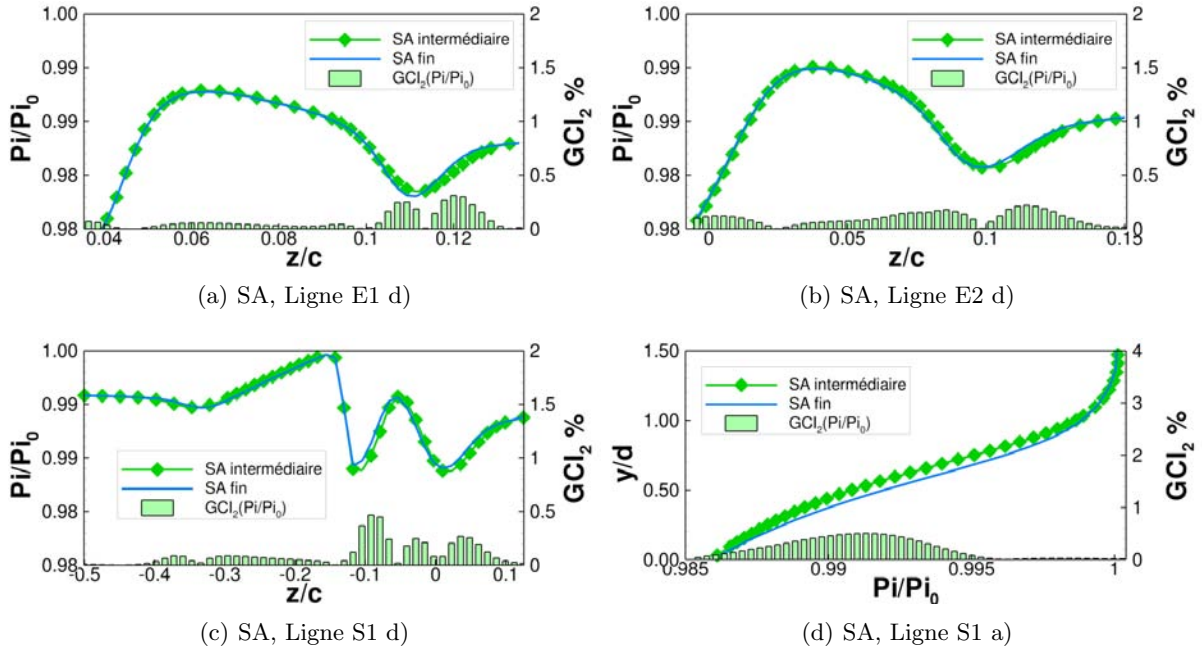 1.00
0.99
0.99
0.98
0.98
Pi/Pi₀
2
1.5
1
0.5
0
GCI₂ %
SA intermédiaire
SA fin
GCI₂(Pi/Pi₀)
0.04 0.06 0.08 0.1 0.12
z/c
(a) SA, Ligne E1 d)
1.00
0.99
0.99
0.98
0.98
Pi/Pi₀
2
1.5
1
0.5
0
GCI₂ %
SA intermédiaire
SA fin
GCI₂(Pi/Pi₀)
0 0.05 0.1 0.15
z/c
(b) SA, Ligne E2 d)
1.00
0.99
0.99
0.98
0.98
Pi/Pi₀
2
1.5
1
0.5
0
GCI₂ %
SA intermédiaire
SA fin
GCI₂(Pi/Pi₀)
-0.5 -0.4 -0.3 -0.2 -0.1 0 0.1
z/c
(c) SA, Ligne S1 d)
1.50
1.00
0.50
0.00
y/d
4
3
2
1
0
GCI₂ %
SA intermédiaire
SA fin
GCI₂(Pi/Pi₀)
0.985 0.99 0.995 1
Pi/Pi₀
(d) SA, Ligne S1 a)